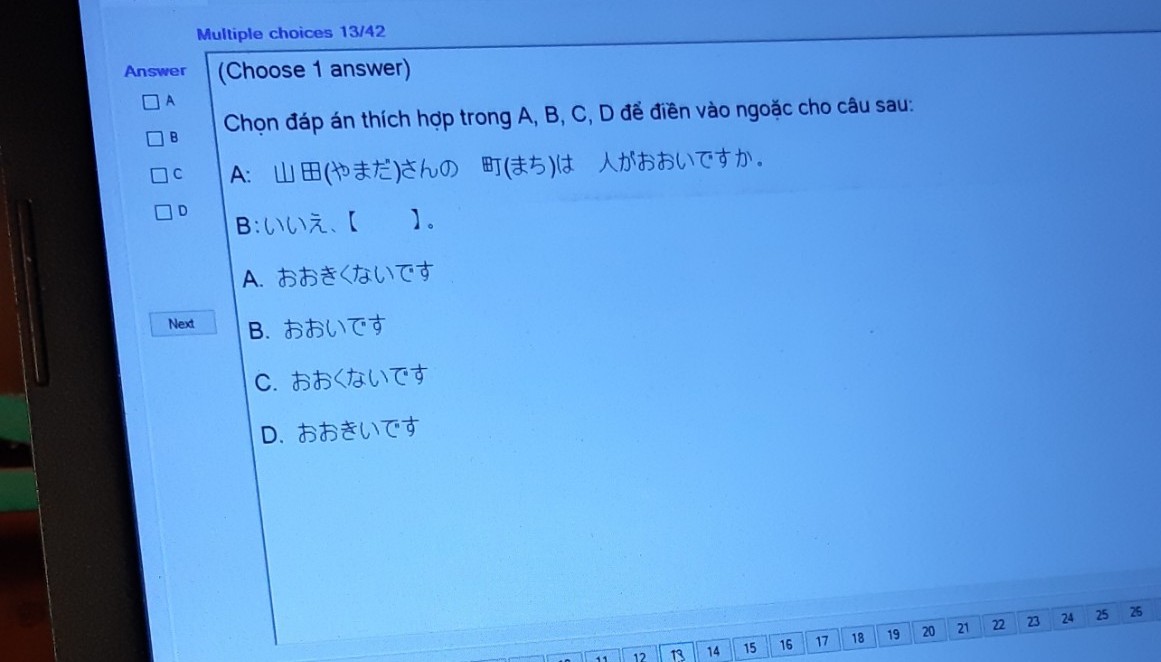 Multiple choices 13/42
Answer
(Choose 1 answer)
A
B
C
D
Next
Chọn đáp án thích hợp trong A, B, C, D để điền vào ngoặc cho câu sau:
A: 山田(やまだ)さんの 町(まち)は 人がおおいですか。
B:いいえ、【 】。
A. おおきくないです
B. おおいです
C. おおくないです
D. おおきいです
11 12 13 14 15 16 17 18 19 20 21 22 23 24 25 26